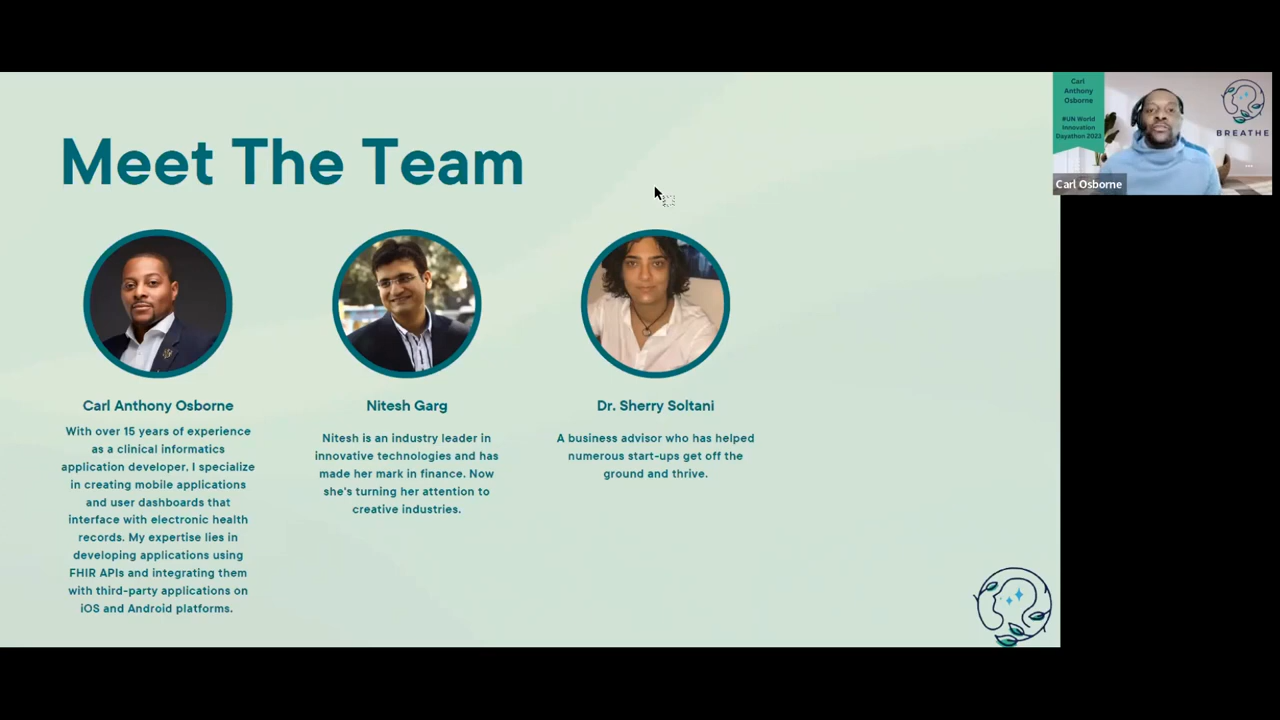 Meet The Team
Carl Anthony Osborne
With over 15 years of experience
as a clinical informatics
application developer, I specialize
in creating mobile applications
and user dashboards that
interface with electronic health
records. My expertise lies in
developing applications using
FHIR APIs and integrating them
with third-party applications on
iOS and Android platforms.
Nitesh Garg
Nitesh is an industry leader in
innovative technologies and has
made her mark in finance. Now
she's turning her attention to
creative industries.
Dr. Sherry Soltani
A business advisor who has helped
numerous start-ups get off the
ground and thrive.
Carl
Anthony
Osborne
#UN World
Innovation
Dayathon 2023
BREATHE
Carl Osborne